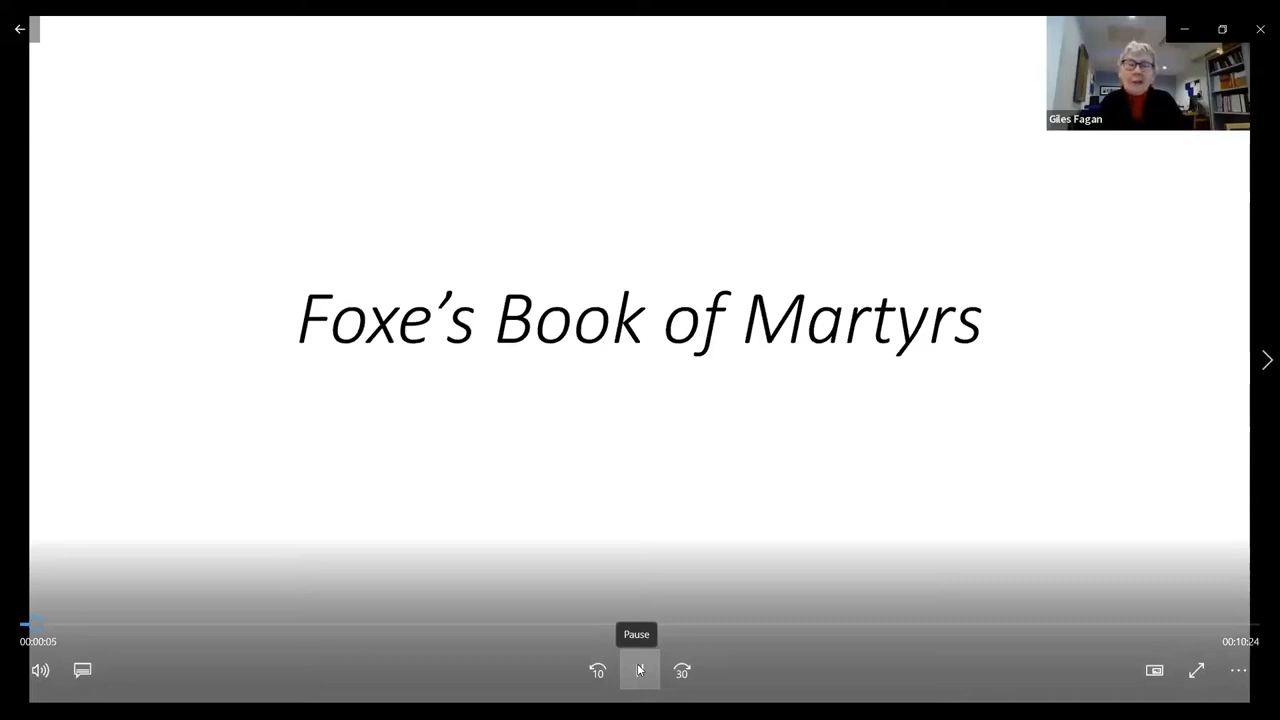 Giles Fagan
Foxe’s Book of Martyrs
Pause
00:00:05
00:10:24
10
30